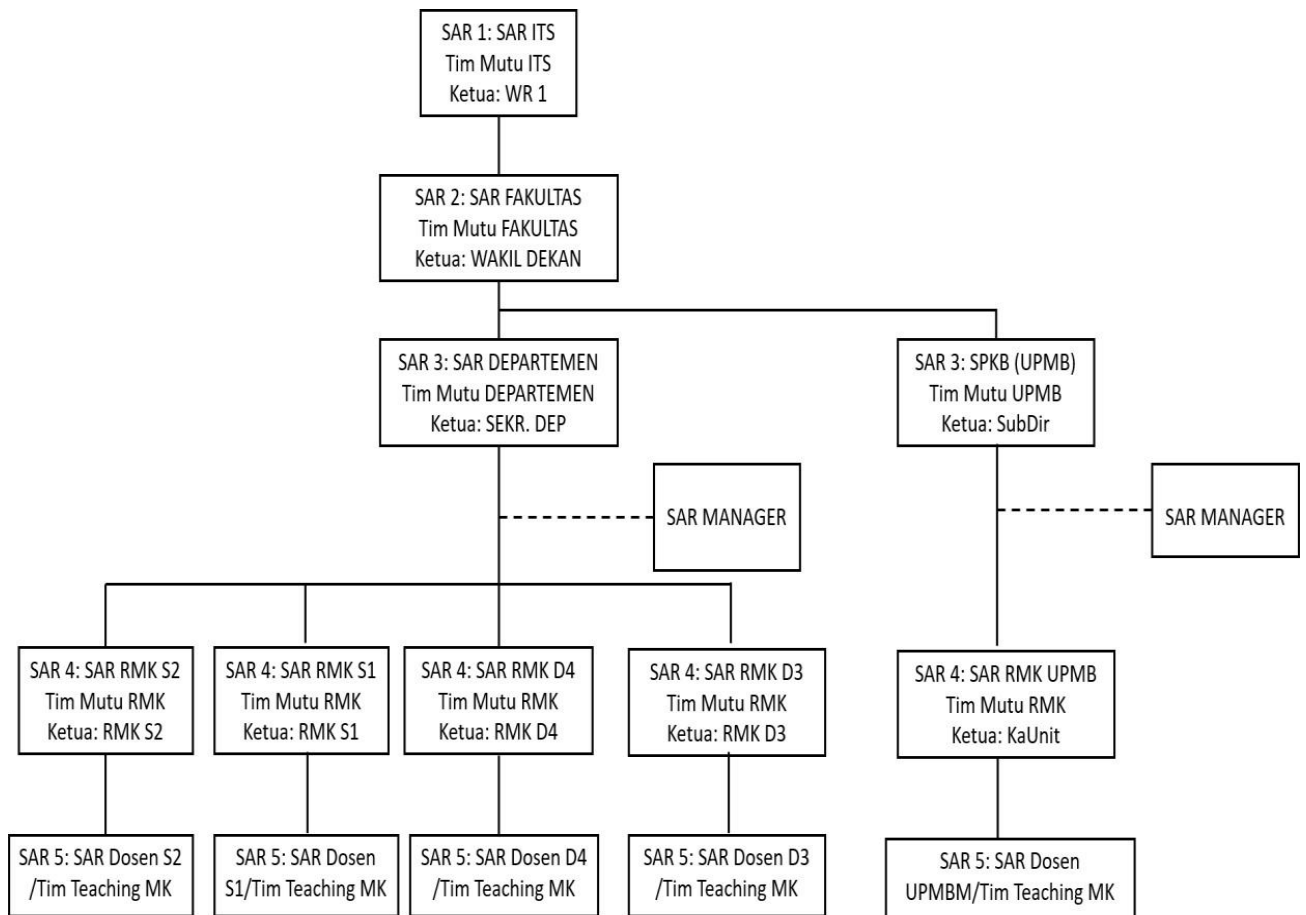 SAR 1: SAR ITS
Tim Mutu ITS
Ketua: WR 1
SAR 2: SAR FAKULTAS
Tim Mutu FAKULTAS
Ketua: WAKIL DEKAN
SAR 3: SAR DEPARTEMEN
Tim Mutu DEPARTEMEN
Ketua: SEKR. DEP
SAR 3: SPKB (UPMB)
Tim Mutu UPMB
Ketua: SubDir
SAR MANAGER
SAR MANAGER
SAR 4: SAR RMK S2
Tim Mutu RMK
Ketua: RMK S2
SAR 4: SAR RMK S1
Tim Mutu RMK
Ketua: RMK S1
SAR 4: SAR RMK D4
Tim Mutu RMK
Ketua: RMK D4
SAR 4: SAR RMK D3
Tim Mutu RMK
Ketua: RMK D3
SAR 4: SAR RMK UPMB
Tim Mutu RMK
Ketua: KaUnit
SAR 5: SAR Dosen S2
/Tim Teaching MK
SAR 5: SAR Dosen
S1/Tim Teaching MK
SAR 5: SAR Dosen D4
/Tim Teaching MK
SAR 5: SAR Dosen D3
/Tim Teaching MK
SAR 5: SAR Dosen
UPMBM/Tim Teaching MK